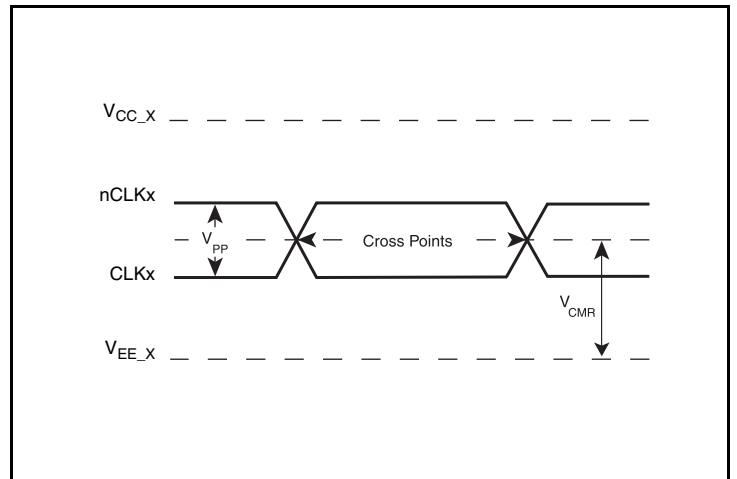 VCC_X
nCLKx
VPP
Cross Points
CLKx
VCMR
VEE_X